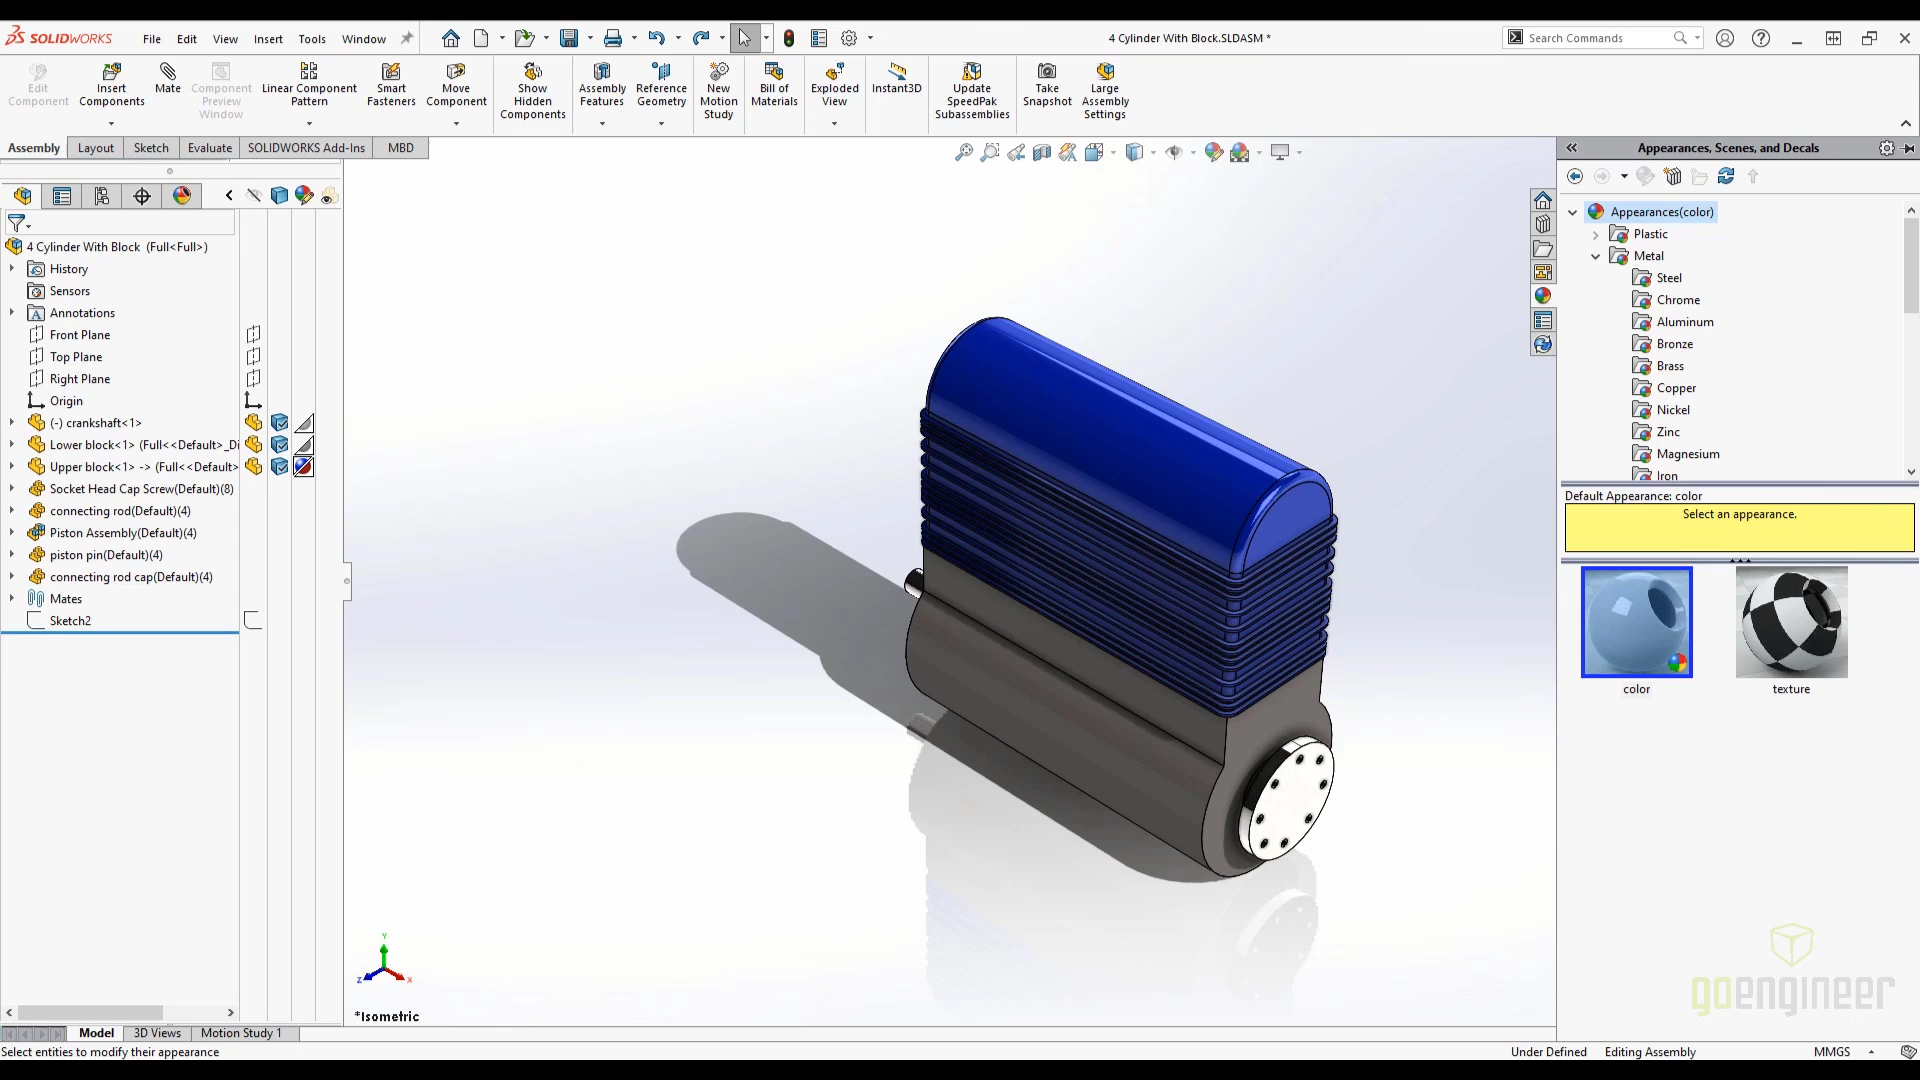 SOLIDWORKS
File Edit View Insert Tools Window
4 Cylinder With Block.SLDASM *
Search Commands
Edit Component
Insert Components
Mate
Component Preview Window
Linear Component Pattern
Smart Fasteners
Move Component
Show Hidden Components
Assembly Features
Reference Geometry
New Motion Study
Bill of Materials
Exploded View
Instant3D
Update SpeedPak Subassemblies
Take Snapshot
Large Assembly Settings
Assembly Layout Sketch Evaluate SOLIDWORKS Add-Ins MBD
4 Cylinder With Block (Full<Full>)
History
Sensors
Annotations
Front Plane
Top Plane
Right Plane
Origin
(-) crankshaft<1>
Lower block<1> (Full<<Default>_Di
Upper block<1> -> (Full<<Default>
Socket Head Cap Screw(Default)(8)
connecting rod(Default)(4)
Piston Assembly(Default)(4)
piston pin(Default)(4)
connecting rod cap(Default)(4)
Mates
Sketch2
Y
Z
X
*Isometric
Appearances, Scenes, and Decals
Appearances(color)
Plastic
Metal
Steel
Chrome
Aluminum
Bronze
Brass
Copper
Nickel
Zinc
Magnesium
Iron
Default Appearance: color
Select an appearance.
color
texture
goengineer
Model 3D Views Motion Study 1
Select entities to modify their appearance
Under Defined Editing Assembly MMGS